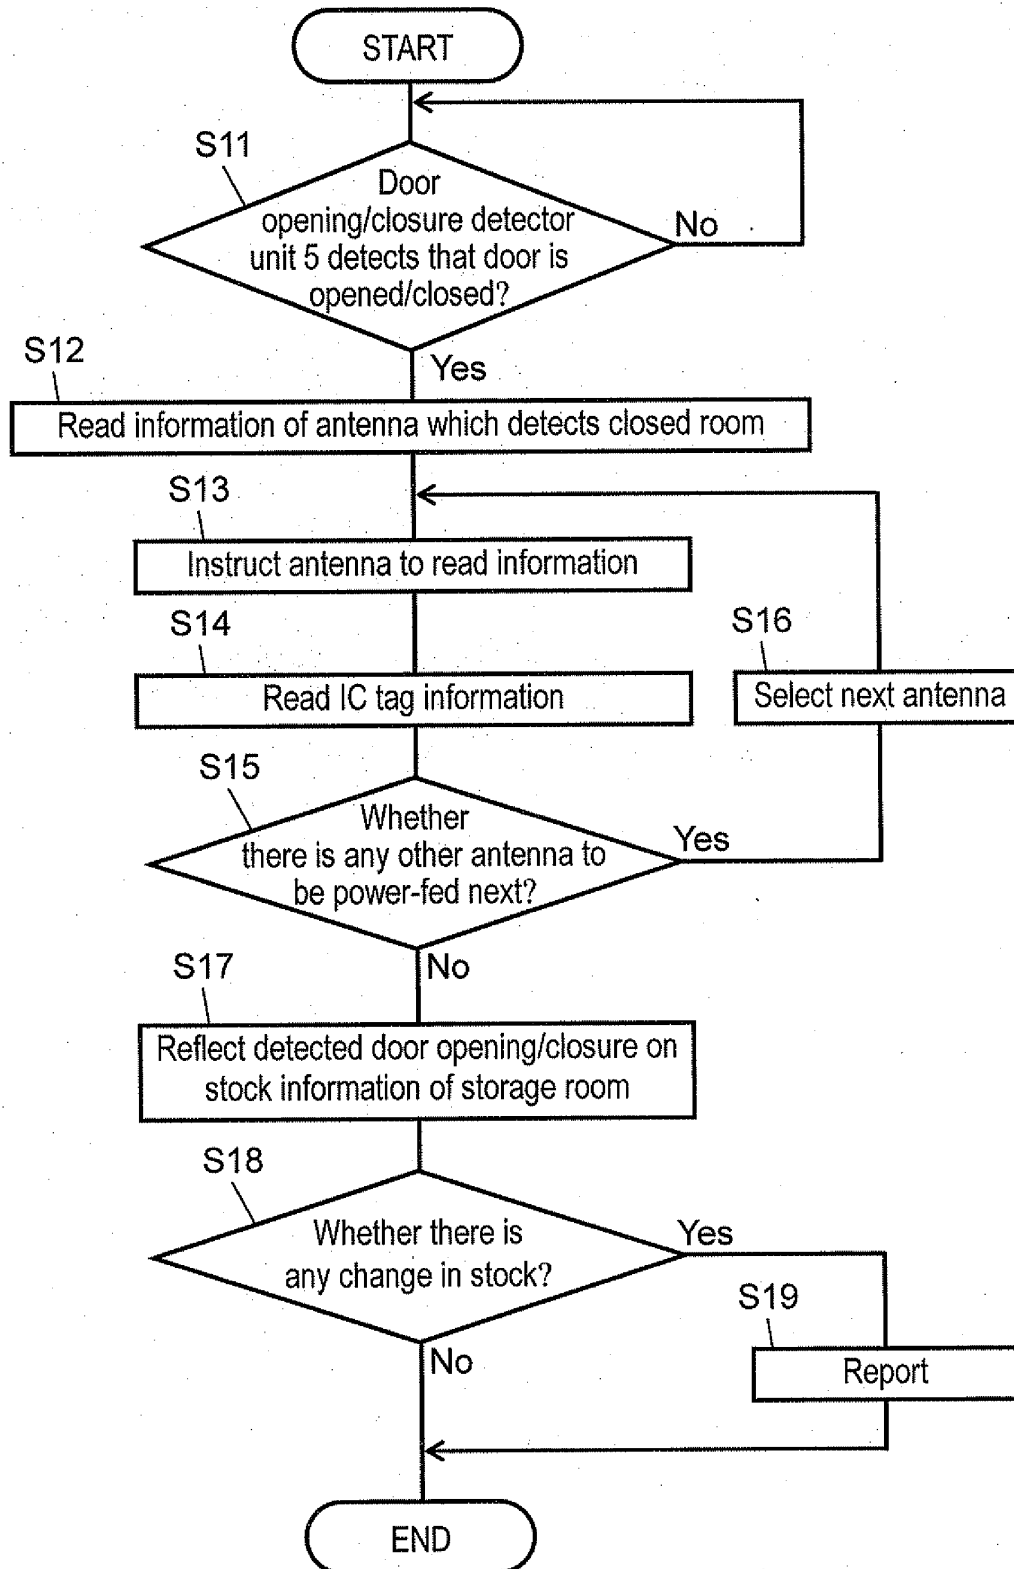 START
S11
Door
opening/closure detector
unit 5 detects that door is
opened/closed?
No
Yes
S12
Read information of antenna which detects closed room
S13
Instruct antenna to read information
S14
Read IC tag information
S16
Select next antenna
S15
Whether
there is any other antenna to
be power-fed next?
Yes
No
S17
Reflect detected door opening/closure on
stock information of storage room
S18
Whether there is
any change in stock?
Yes
No
S19
Report
END